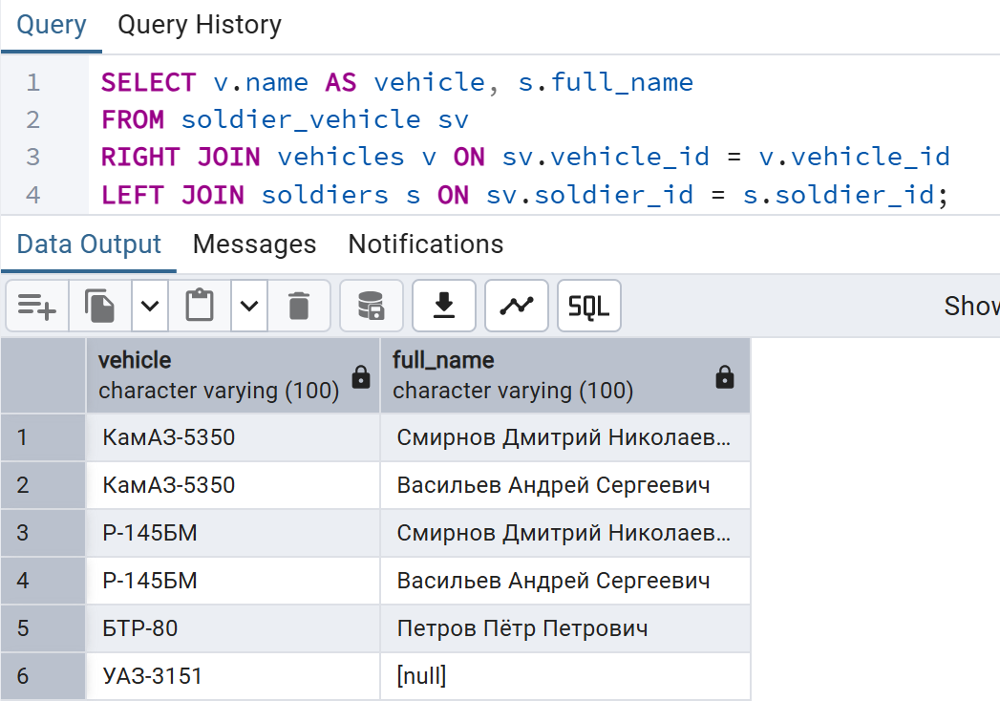 Query Query History
1 SELECT v.name AS vehicle, s.full_name
2 FROM soldier_vehicle sv
3 RIGHT JOIN vehicles v ON sv.vehicle_id = v.vehicle_id
4 LEFT JOIN soldiers s ON sv.soldier_id = s.soldier_id;
Data Output Messages Notifications
SQL Show
vehicle full_name
character varying (100) character varying (100)
1 КамАЗ-5350 Смирнов Дмитрий Николаев...
2 КамАЗ-5350 Васильев Андрей Сергеевич
3 Р-145БМ Смирнов Дмитрий Николаев...
4 Р-145БМ Васильев Андрей Сергеевич
5 БТР-80 Петров Пётр Петрович
6 УАЗ-3151 [null]